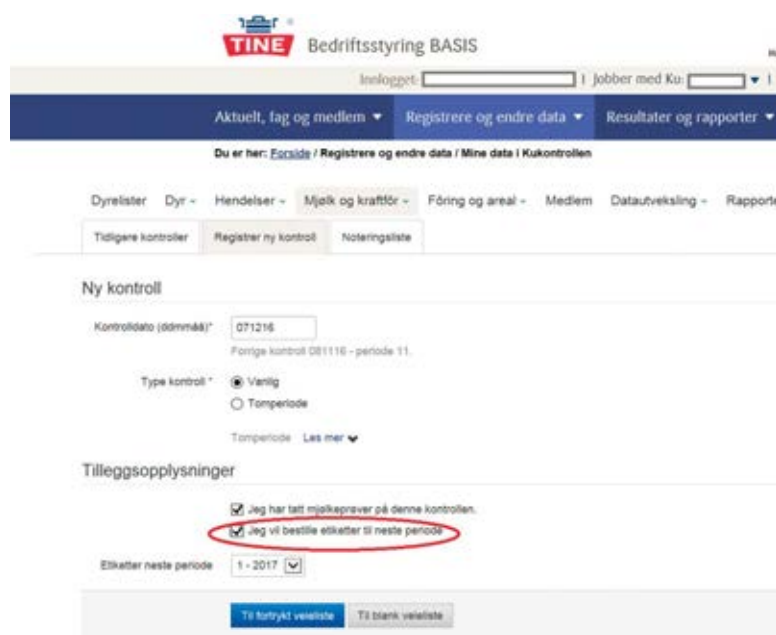 TINE Bedriftsstyring BASIS
Innlogget: | Jobber med Ku: |
Aktuelt, fag og medlem Registrere og endre data Resultater og rapporter
Du er her: Forside / Registrere og endre data / Mine data i Kukontrollen
Dyrelister Dyr Hendelser Mjølk og kraftfôr Fôring og areal Medlem Datautveksling Rapporte
Tidligere kontroller Registrer ny kontroll Noteringsliste
Ny kontroll
Kontrolldato (ddmmåå)* 071216
Forrige kontroll 081116 - periode 11.
Type kontroll * Vanlig
Tomperiode
Tomperiode Les mer
Tilleggsopplysninger
Jeg har tatt mjølkeprøver på denne kontrollen.
Jeg vil bestille etiketter til neste periode
Etiketter neste periode 1 - 2017
Til fortrykt veieliste Til blank veieliste